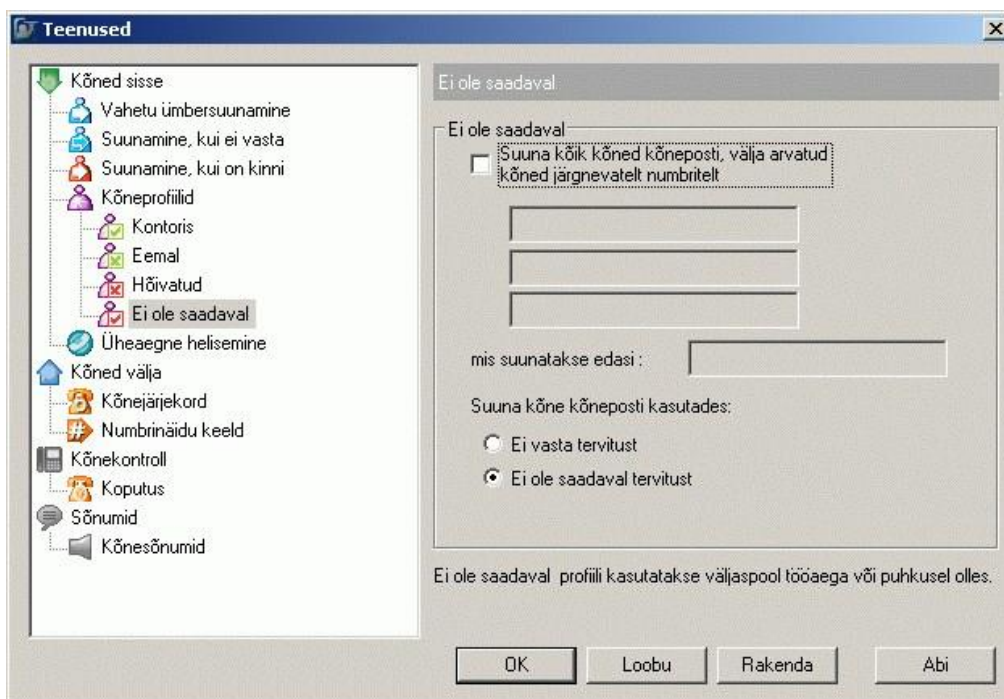 Teenused
Kõned sisse
Vahetu ümbersuunamine
Suunamine, kui ei vasta
Suunamine, kui on kinni
Kõneprofiilid
Kontoris
Eemal
Hõivatud
Ei ole saadaval
Üheaegne helisemine
Kõned välja
Kõnejärjekord
Numbrinäidu keeld
Kõnekontroll
Koputus
Sõnumid
Kõnesõnumid
Ei ole saadaval
Ei ole saadaval
Suuna kõik kõned kõneposti, välja arvatud
kõned järgnevatelt numbritelt
mis suunatakse edasi :
Suuna kõne kõneposti kasutades:
Ei vasta tervitust
Ei ole saadaval tervitust
Ei ole saadaval profiili kasutatakse väljaspool tööaega või puhkusel olles.
OK
Loobu
Rakenda
Abi